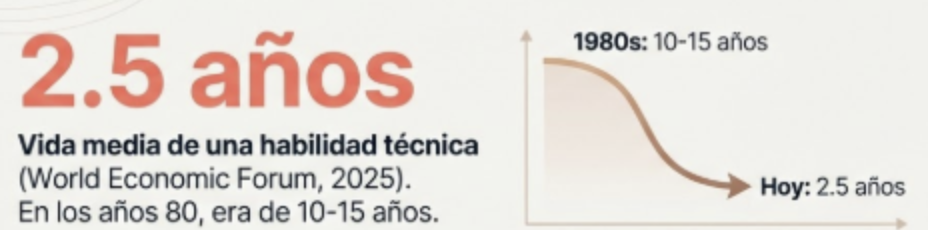 2.5 años
Vida media de una habilidad técnica
(World Economic Forum, 2025).
En los años 80, era de 10-15 años.
1980s: 10-15 años
Hoy: 2.5 años